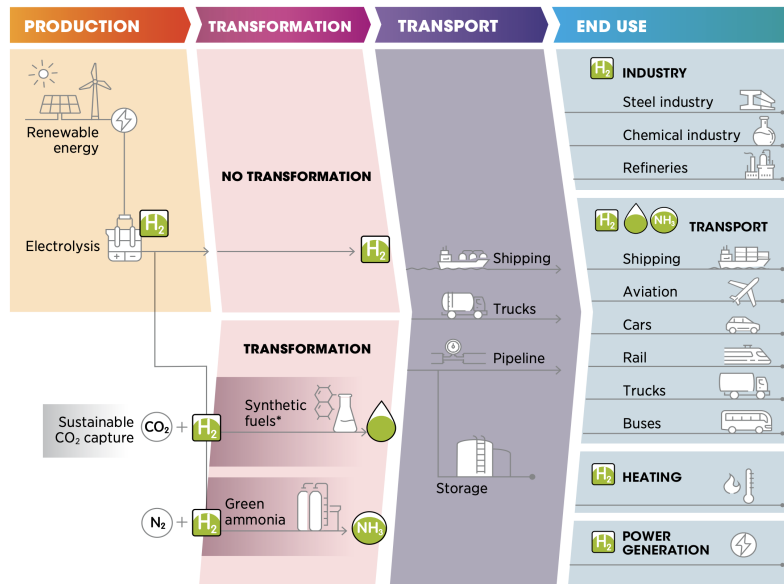 PRODUCTION
TRANSFORMATION
TRANSPORT
END USE
Renewable
energy
H₂
Electrolysis
+ −
NO TRANSFORMATION
H₂
TRANSFORMATION
Sustainable
CO₂ capture
CO₂ + H₂
Synthetic
fuels*
N₂ + H₂
Green
ammonia
NH₃
Shipping
Trucks
Pipeline
Storage
H₂ INDUSTRY
Steel industry
Chemical industry
Refineries
H₂ NH₃ TRANSPORT
Shipping
Aviation
Cars
Rail
Trucks
Buses
H₂ HEATING
H₂ POWER
GENERATION